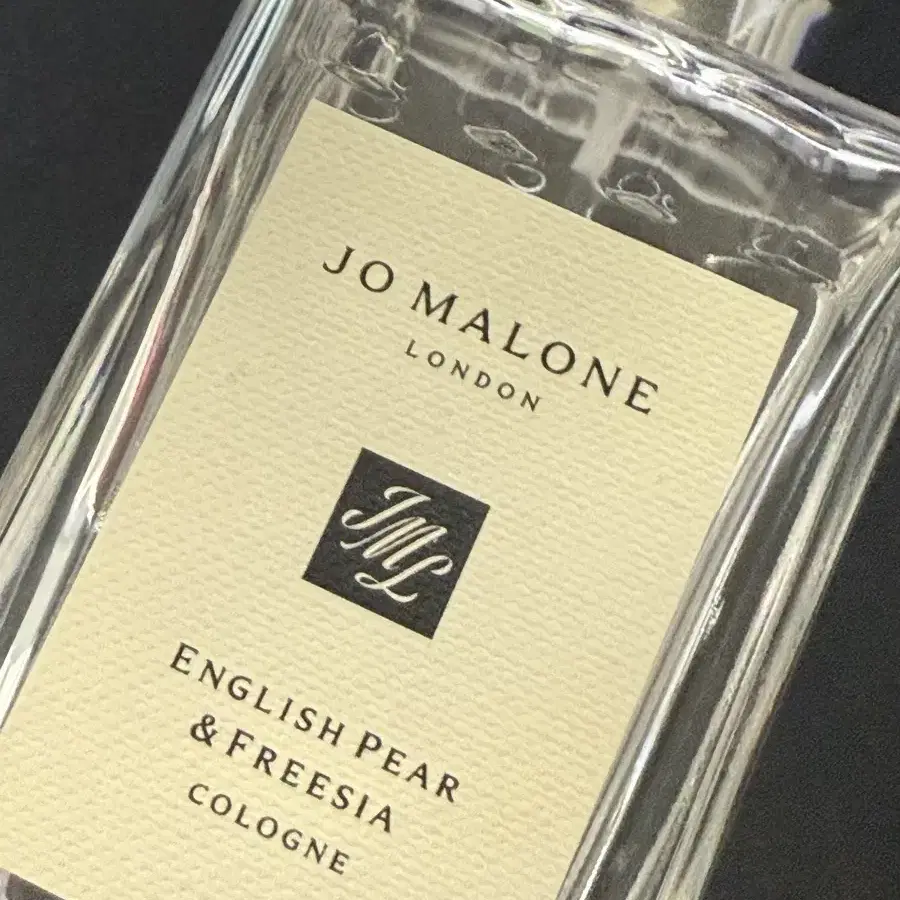 JO MALONE
LONDON
JML
ENGLISH PEAR
& FREESIA
COLOGNE